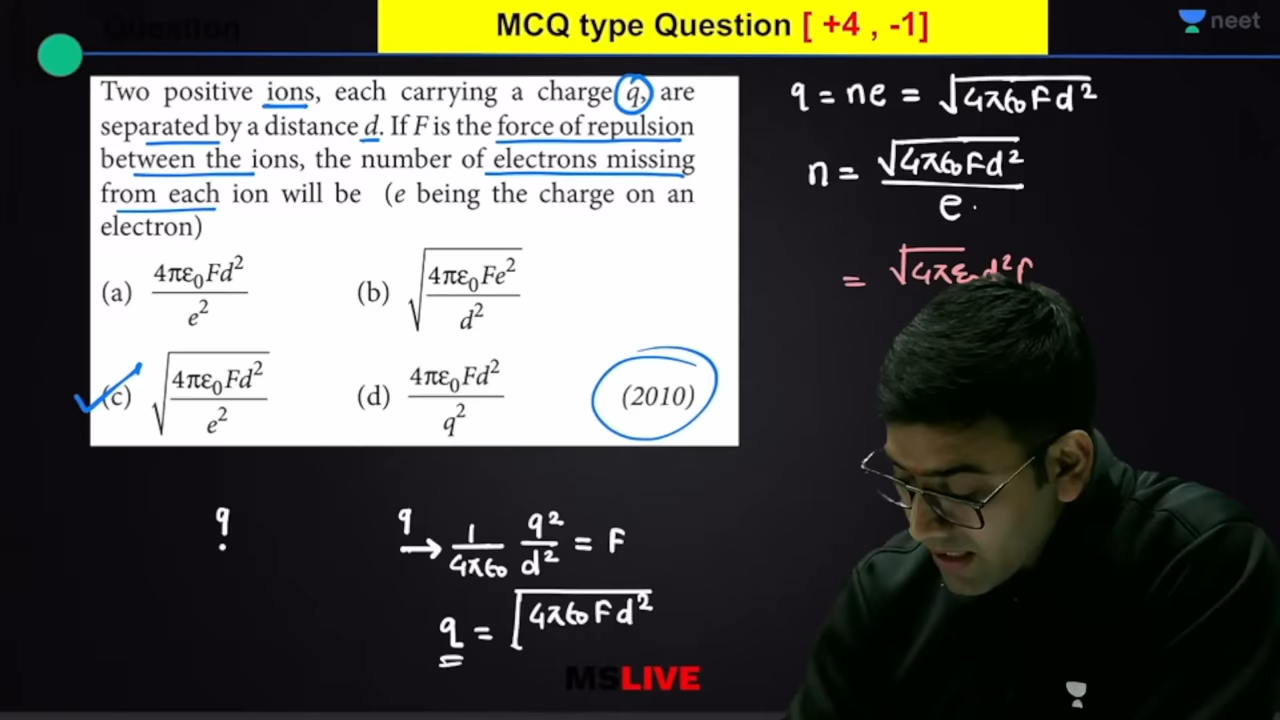 Question
MCQ type Question [ +4 , -1]
neet
Two positive ions, each carrying a charge q, are
separated by a distance d. If F is the force of repulsion
between the ions, the number of electrons missing
from each ion will be (e being the charge on an
electron)
(a) 4πε₀Fd²/e²
(b) √(4πε₀Fe²/d²)
(c) √(4πε₀Fd²/e²)
(d) 4πε₀Fd²/q²
(2010)
q = ne = √4πε₀Fd²
n = √4πε₀Fd² / e
= √4πε₀d²F
q
q → 1/4πε₀ q²/d² = F
q = √4πε₀Fd²
MSLIVE